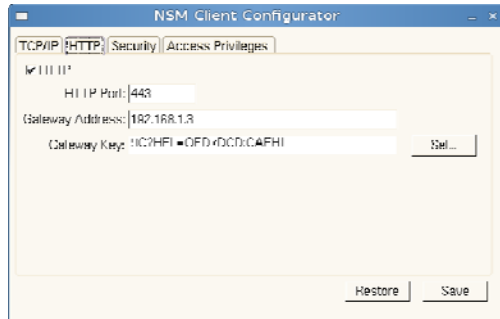 NSM Client Configurator
TCP/IP HTTP Security Access Privileges
HTTP
HTTP Port: 443
Gateway Address: 192.168.1.3
Gateway Key:
Set...
Restore Save